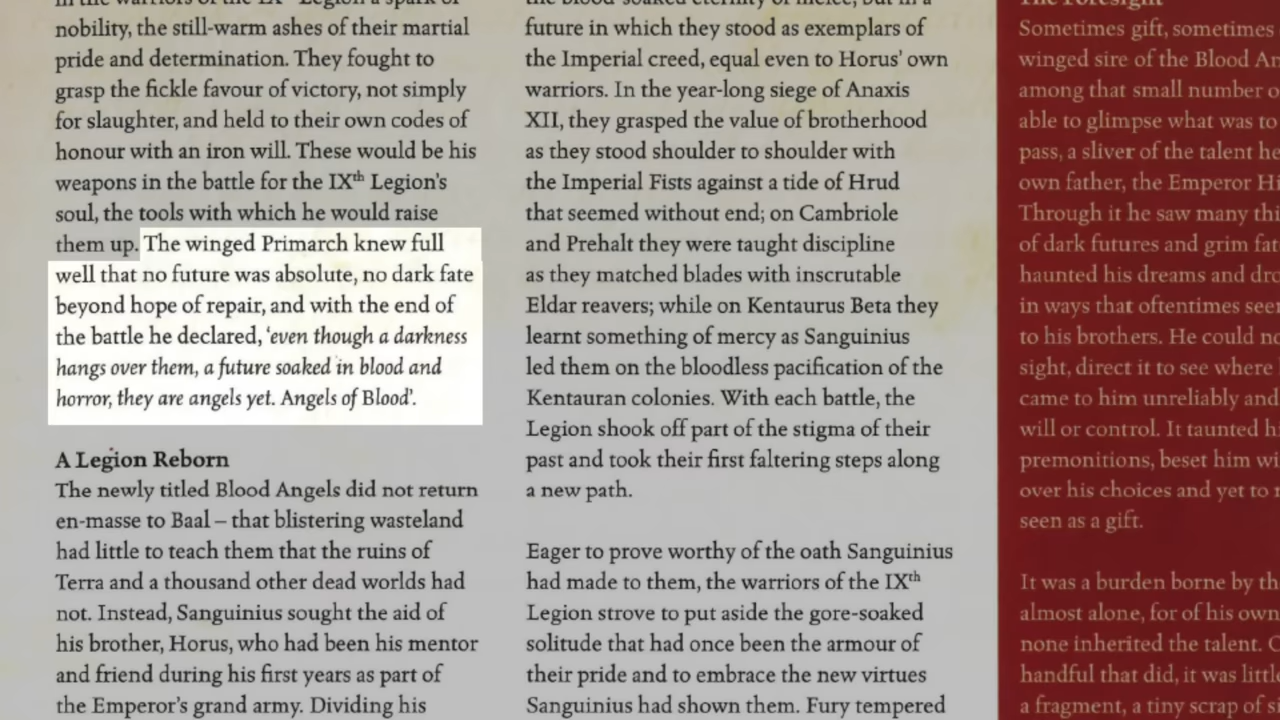 nobility, the still-warm ashes of their martial
pride and determination. They fought to
grasp the fickle favour of victory, not simply
for slaughter, and held to their own codes of
honour with an iron will. These would be his
weapons in the battle for the IXth Legion's
soul, the tools with which he would raise
them up. The winged Primarch knew full
well that no future was absolute, no dark fate
beyond hope of repair, and with the end of
the battle he declared, 'even though a darkness
hangs over them, a future soaked in blood and
horror, they are angels yet. Angels of Blood'.
A Legion Reborn
The newly titled Blood Angels did not return
en-masse to Baal – that blistering wasteland
had little to teach them that the ruins of
Terra and a thousand other dead worlds had
not. Instead, Sanguinius sought the aid of
his brother, Horus, who had been his mentor
and friend during his first years as part of
the Emperor's grand army. Dividing his
future in which they stood as exemplars of
the Imperial creed, equal even to Horus' own
warriors. In the year-long siege of Anaxis
XII, they grasped the value of brotherhood
as they stood shoulder to shoulder with
the Imperial Fists against a tide of Hrud
that seemed without end; on Cambriole
and Prehalt they were taught discipline
as they matched blades with inscrutable
Eldar reavers; while on Kentaurus Beta they
learnt something of mercy as Sanguinius
led them on the bloodless pacification of the
Kentauran colonies. With each battle, the
Legion shook off part of the stigma of their
past and took their first faltering steps along
a new path.
Eager to prove worthy of the oath Sanguinius
had made to them, the warriors of the IXth
Legion strove to put aside the gore-soaked
solitude that had once been the armour of
their pride and to embrace the new virtues
Sanguinius had shown them. Fury tempered
Sometimes gift, sometimes
winged sire of the Blood
among that small number
able to glimpse what was to
pass, a sliver of the talent
own father, the Emperor
Through it he saw many
of dark futures and grim
haunted his dreams and
in ways that oftentimes
to his brothers. He could
sight, direct it to see where
came to him unreliably and
will or control. It taunted
premonitions, beset him
over his choices and yet to
seen as a gift.
It was a burden borne by
almost alone, for of his own
none inherited the talent.
handful that did, it was
a fragment, a tiny scrap of